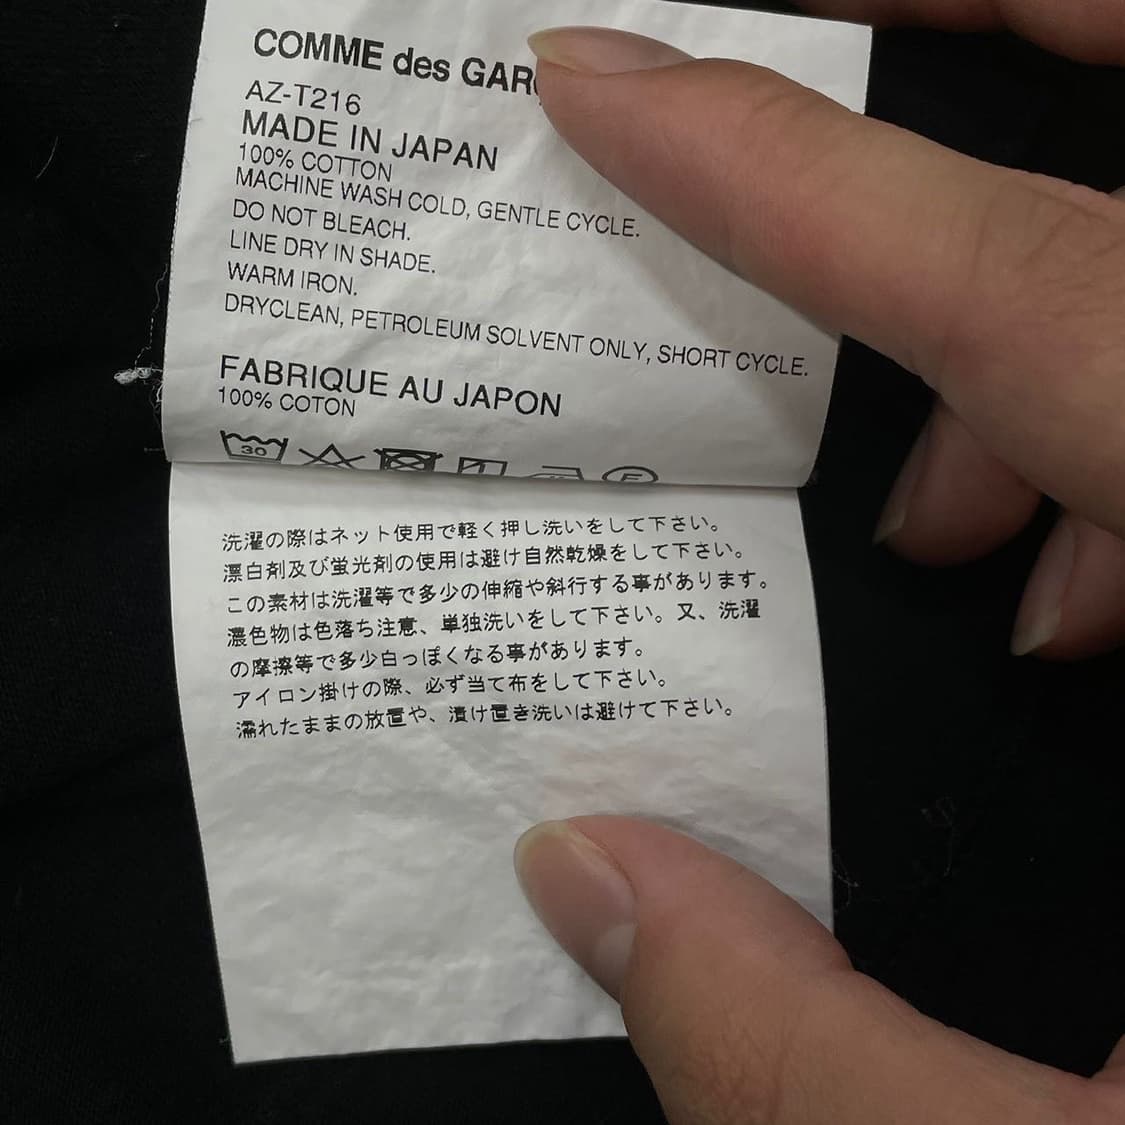 COMME des GAR
AZ-T216
MADE IN JAPAN
100% COTTON
MACHINE WASH COLD, GENTLE CYCLE.
DO NOT BLEACH.
LINE DRY IN SHADE.
WARM IRON.
DRYCLEAN, PETROLEUM SOLVENT ONLY, SHORT CYCLE.
FABRIQUE AU JAPON
100% COTON
30 F
洗濯の際はネット使用で軽く押し洗いをして下さい。
漂白剤及び蛍光剤の使用は避け自然乾燥をして下さい。
この素材は洗濯等で多少の伸縮や斜行する事があります。
濃色物は色落ち注意、単独洗いをして下さい。又、洗濯
の摩擦等で多少白っぽくなる事があります。
アイロン掛けの際、必ず当て布をして下さい。
濡れたままの放置や、漬け置き洗いは避けて下さい。